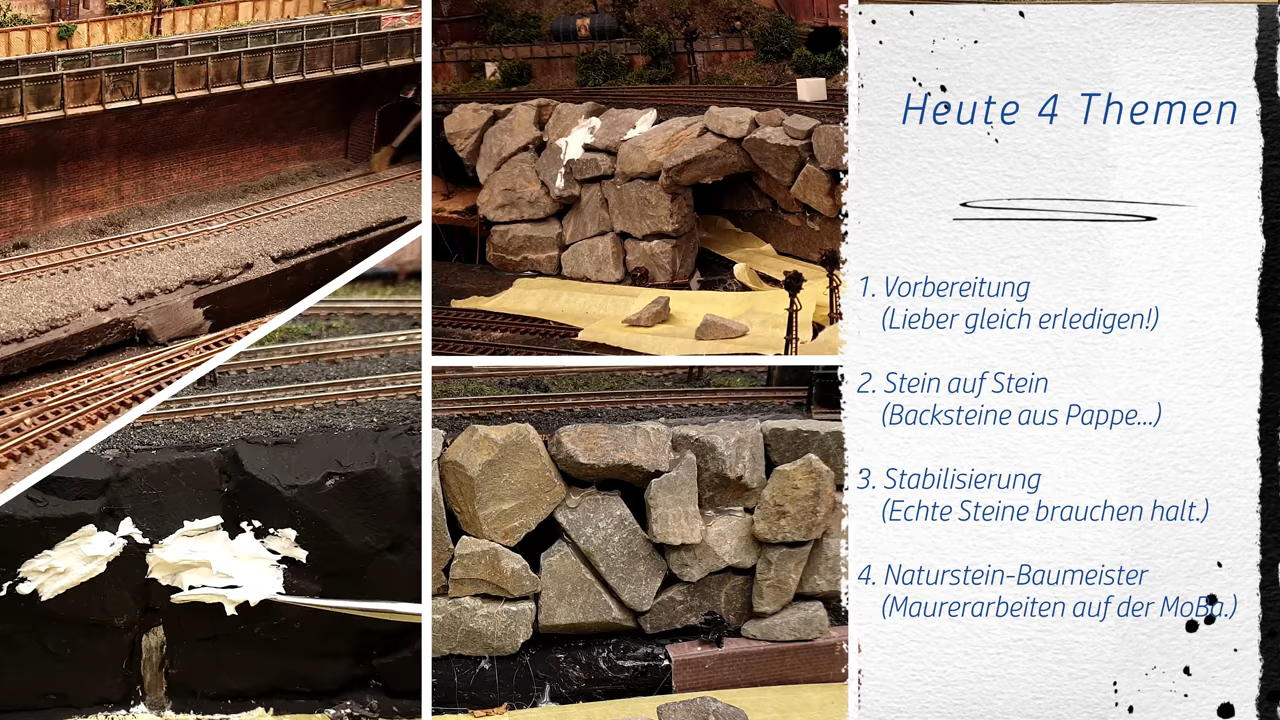 Heute 4 Themen
1. Vorbereitung
(Lieber gleich erledigen!)
2. Stein auf Stein
(Backsteine aus Pappe...)
3. Stabilisierung
(Echte Steine brauchen halt.)
4. Naturstein-Baumeister
(Maurerarbeiten auf der MoBa.)